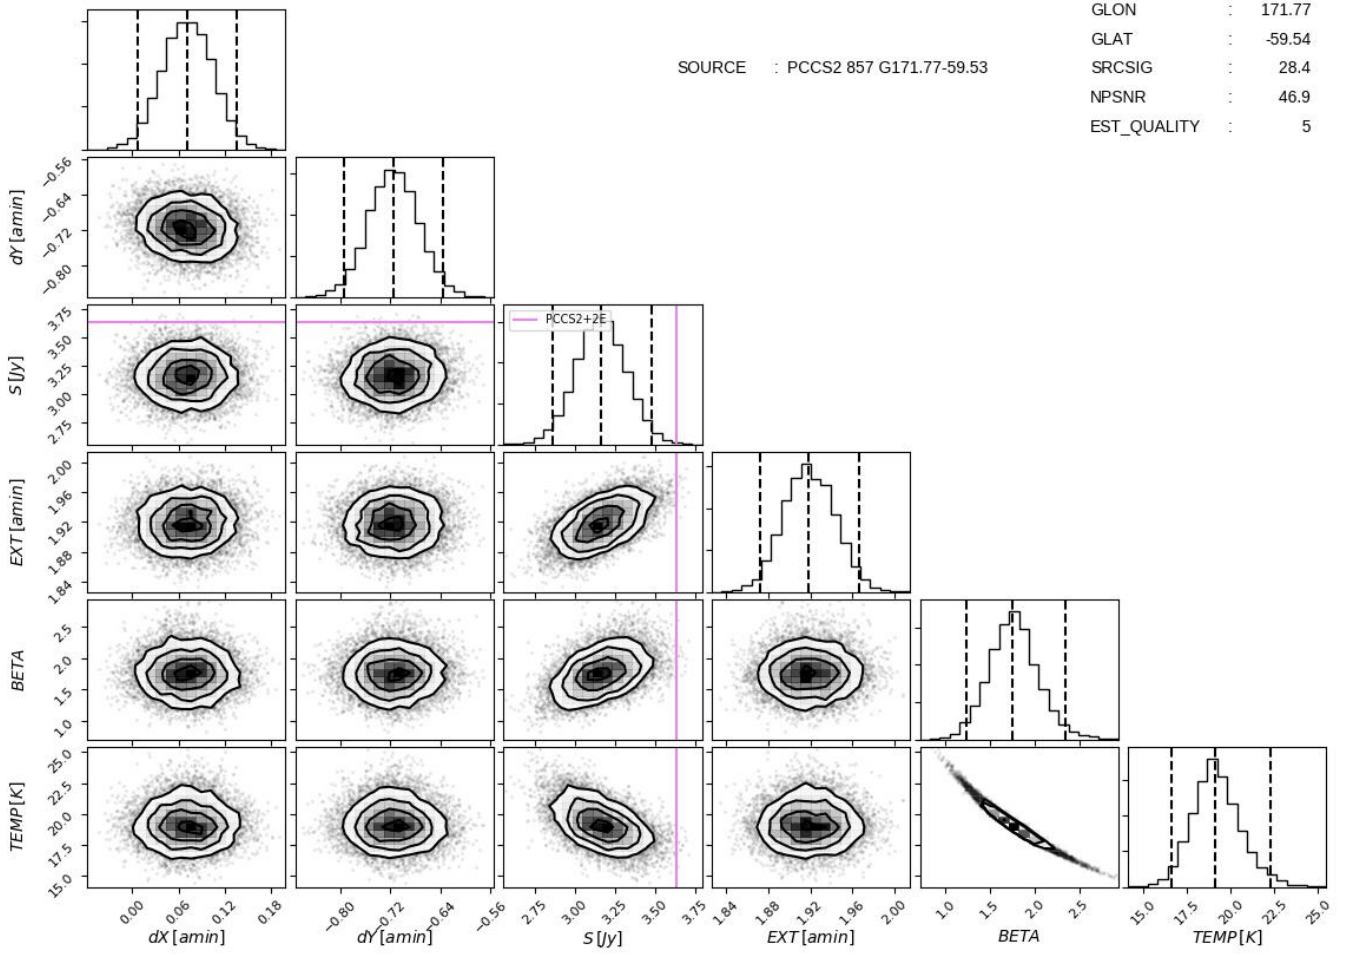 GLON : 171.77
GLAT : -59.54
SOURCE : PCCS2 857 G171.77-59.53
SRCSIG : 28.4
NPSNR : 46.9
EST_QUALITY : 5
dY [amin]
−0.56
−0.64
−0.72
−0.80
S [Jy]
3.75
3.50
3.25
3.00
2.75
PCCS2+2E
EXT [amin]
2.00
1.96
1.92
1.88
1.84
BETA
2.5
2.0
1.5
1.0
TEMP [K]
25.0
22.5
20.0
17.5
15.0
0.00 0.06 0.12 0.18
−0.80 −0.72 −0.64 −0.56
2.75 3.00 3.25 3.50 3.75
1.84 1.88 1.92 1.96 2.00
1.0 1.5 2.0 2.5
15.0 17.5 20.0 22.5 25.0
dX [amin] dY [amin] S [Jy] EXT [amin] BETA TEMP [K]